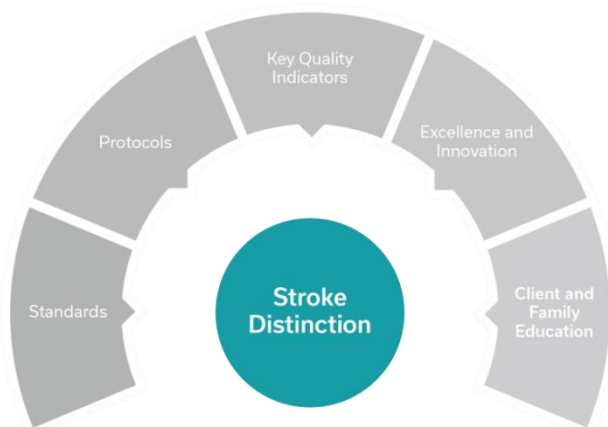 Key Quality
Indicators
Protocols
Excellence and
Innovation
Standards
Stroke
Distinction
Client and
Family
Education